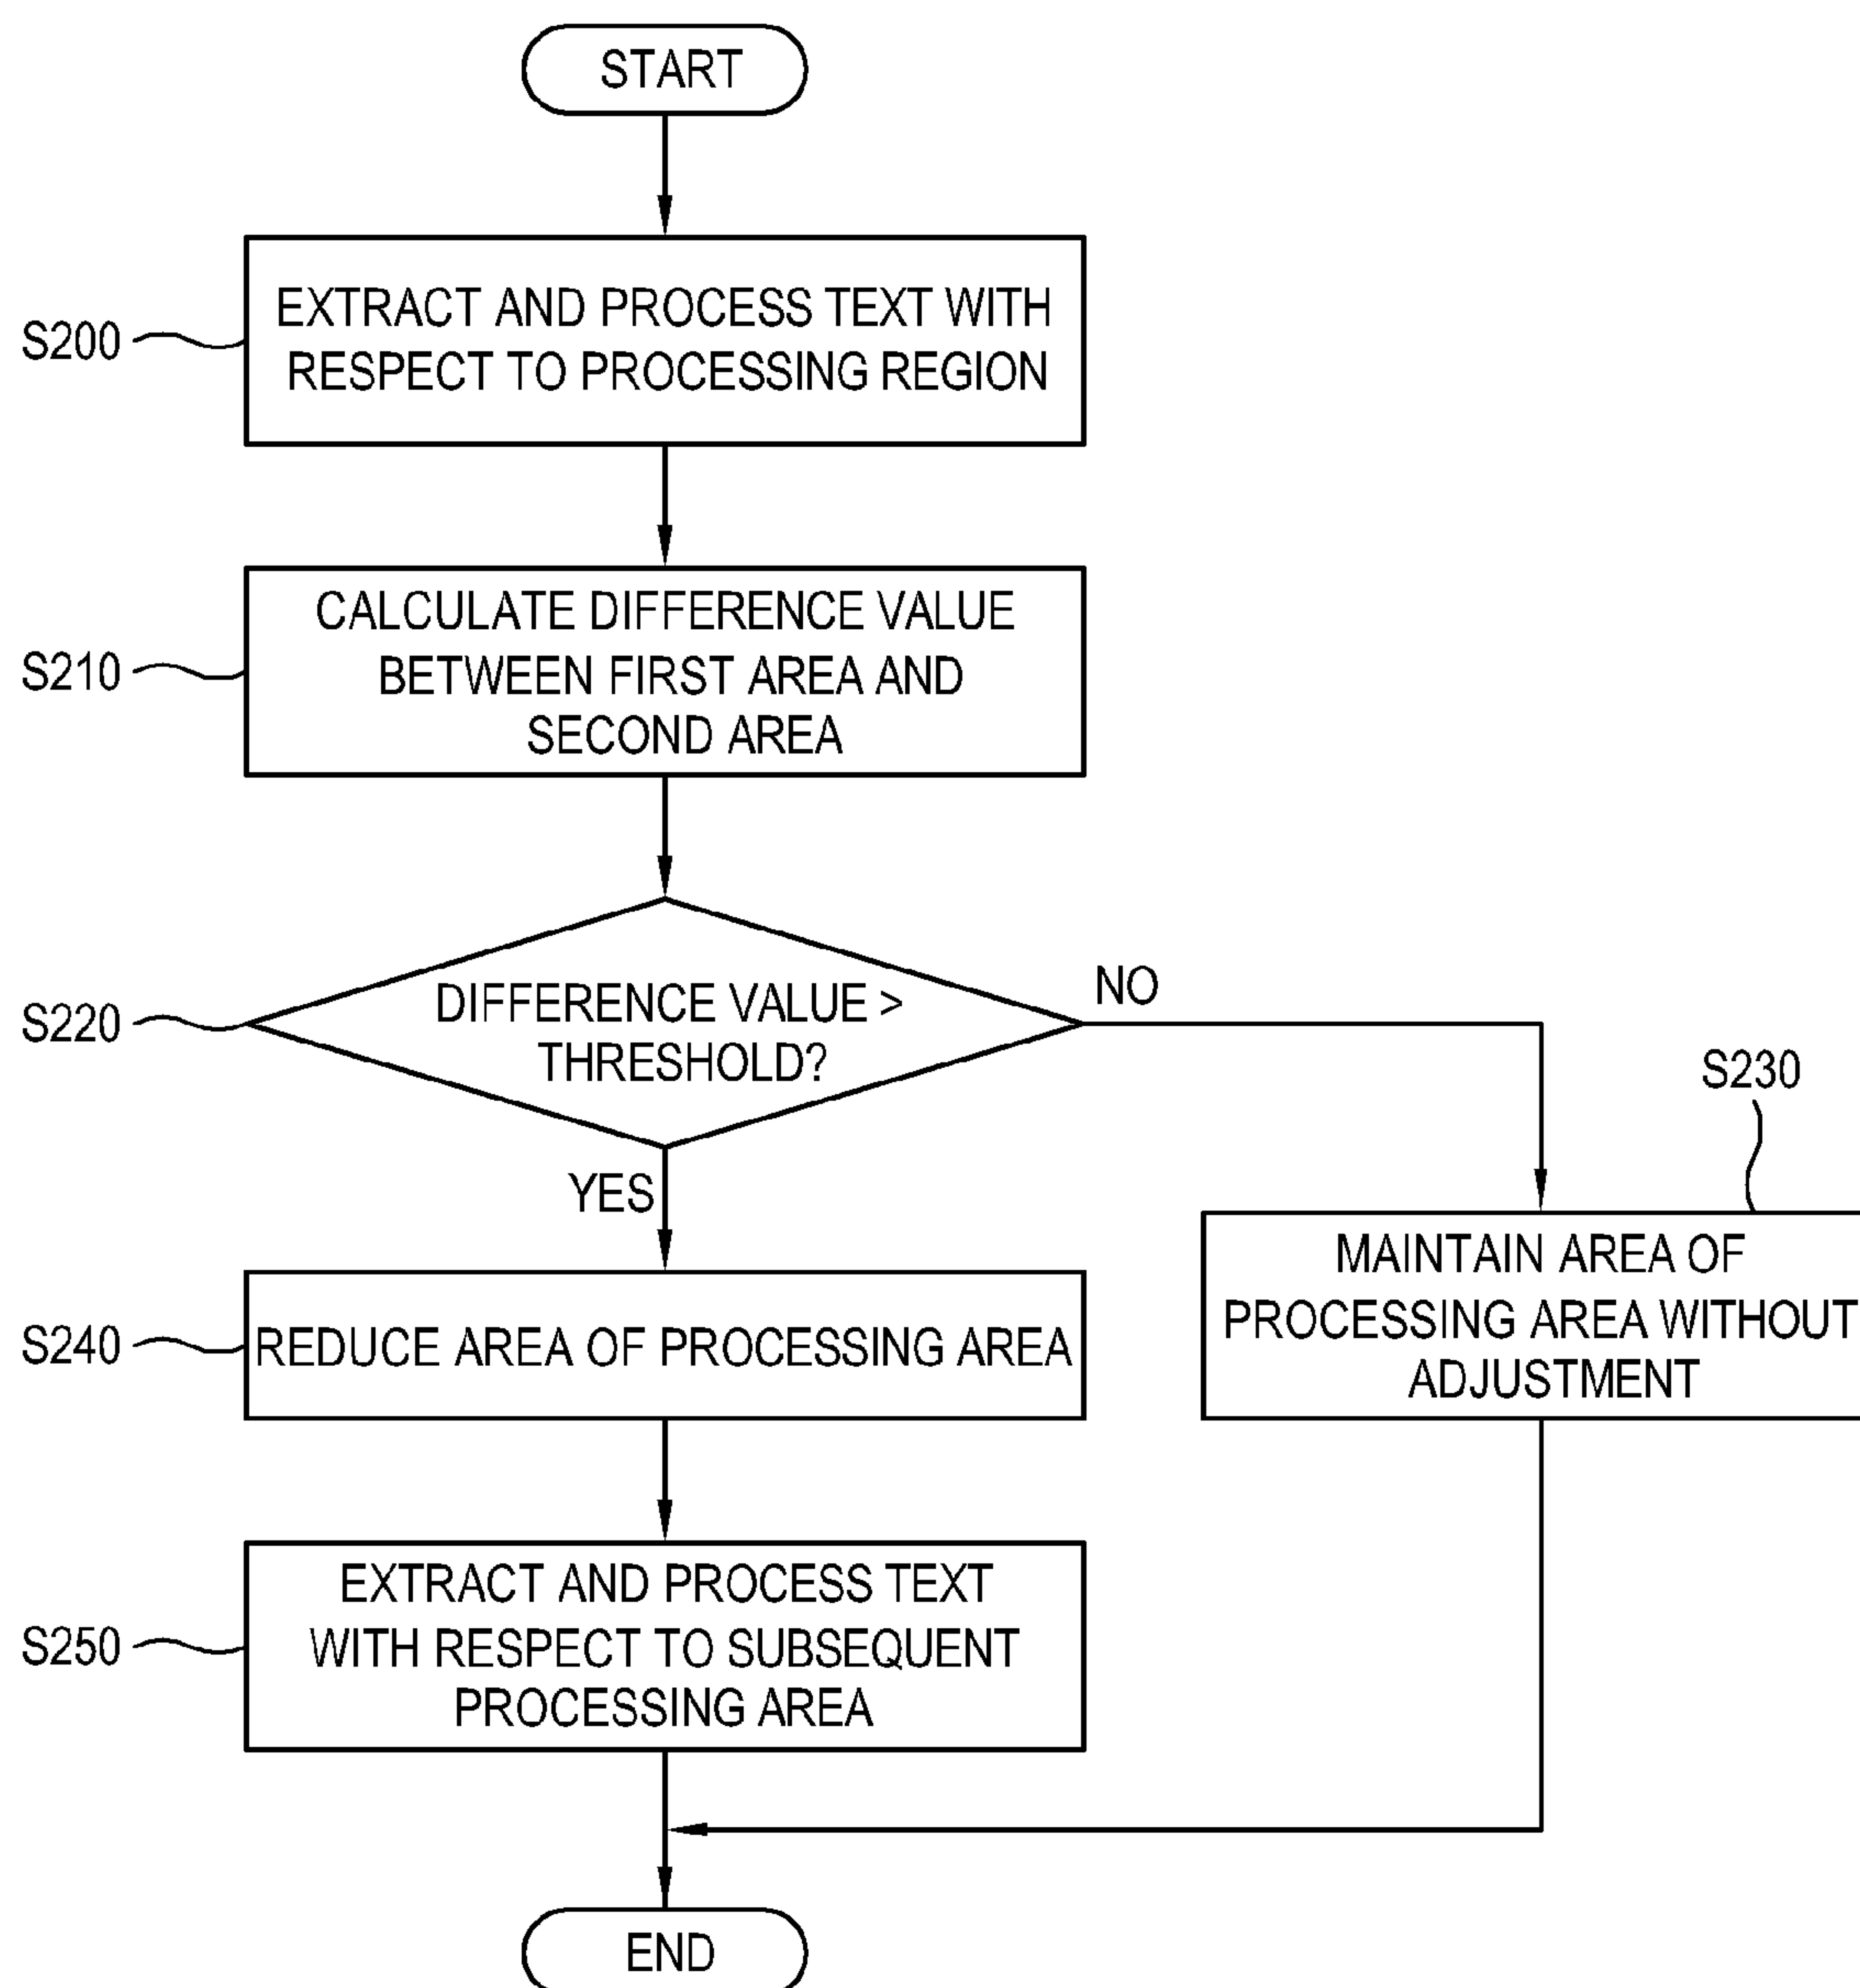 START
S200
EXTRACT AND PROCESS TEXT WITH
RESPECT TO PROCESSING REGION
S210
CALCULATE DIFFERENCE VALUE
BETWEEN FIRST AREA AND
SECOND AREA
S220
DIFFERENCE VALUE >
THRESHOLD?
NO
YES
S230
MAINTAIN AREA OF
PROCESSING AREA WITHOUT
ADJUSTMENT
S240
REDUCE AREA OF PROCESSING AREA
S250
EXTRACT AND PROCESS TEXT
WITH RESPECT TO SUBSEQUENT
PROCESSING AREA
END